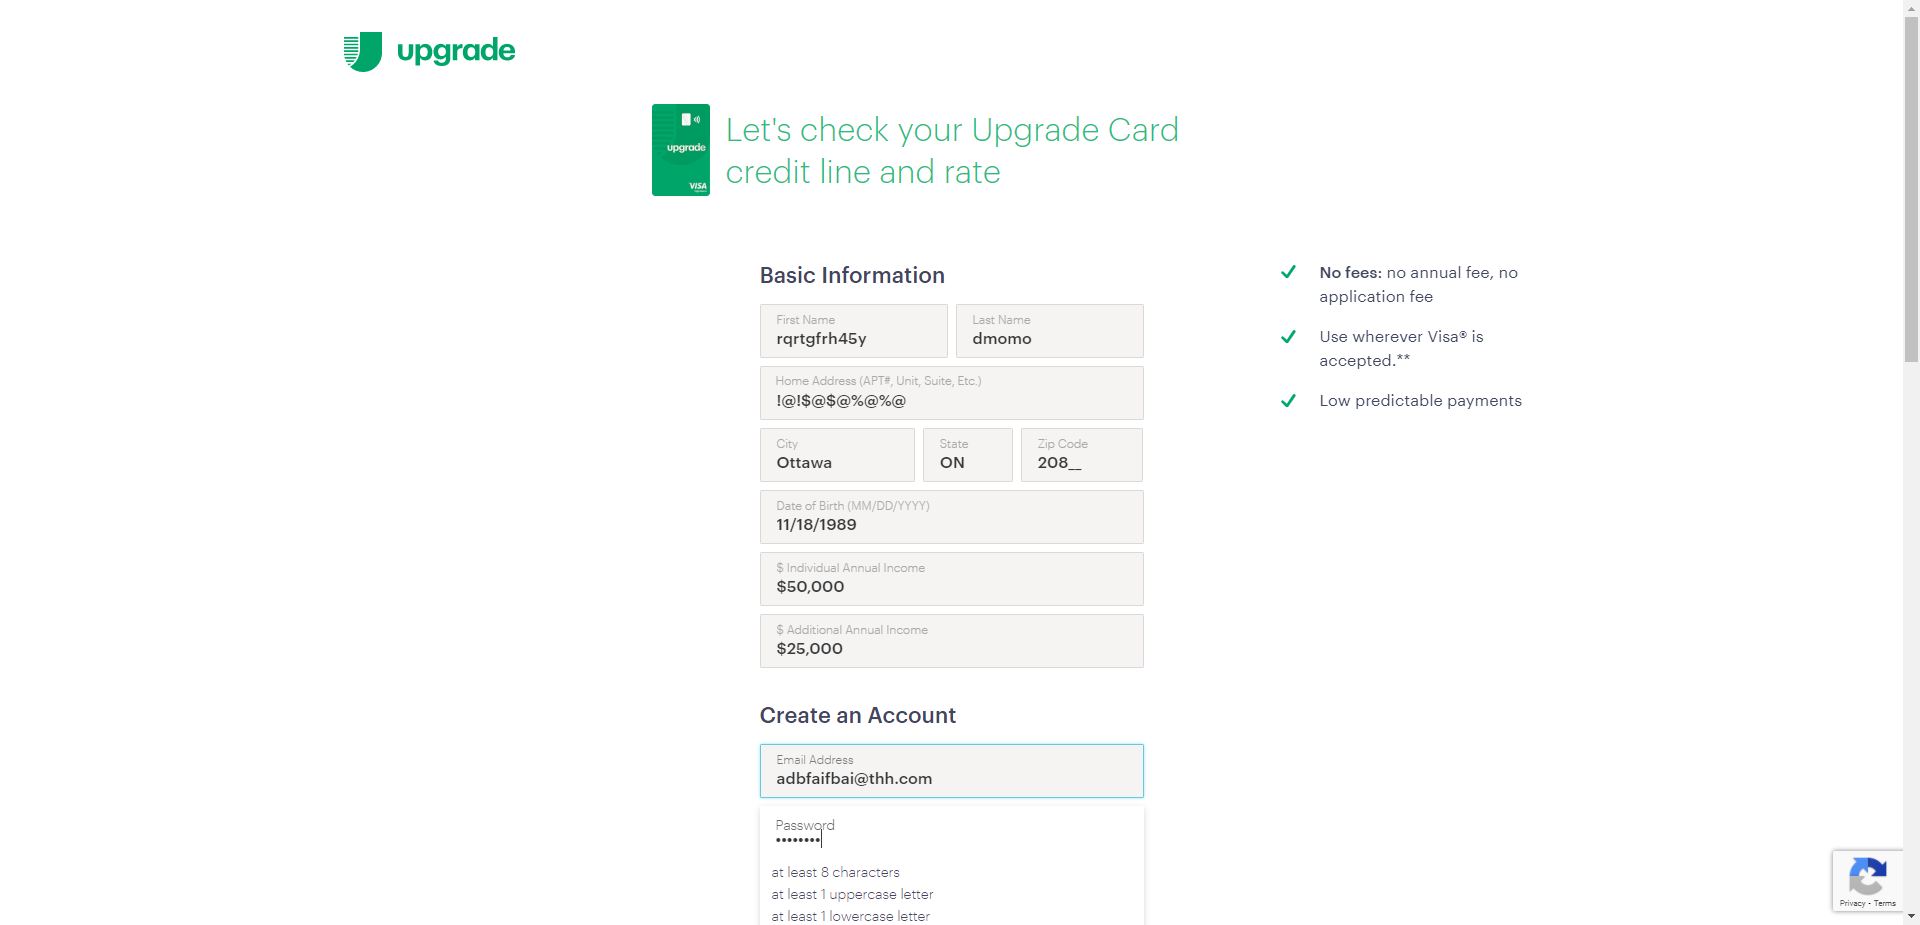 upgrade
upgrade
VISA
Let's check your Upgrade Card
credit line and rate
Basic Information
First Name
rqrtgfrh45y
Last Name
dmomo
Home Address (APT#, Unit, Suite, Etc.)
!@!$@$@%@%@
City
Ottawa
State
ON
Zip Code
208__
Date of Birth (MM/DD/YYYY)
11/18/1989
$ Individual Annual Income
$50,000
$ Additional Annual Income
$25,000
No fees: no annual fee, no
application fee
Use wherever Visa® is
accepted.**
Low predictable payments
Create an Account
Email Address
adbfaifbai@thh.com
Password
••••••••
at least 8 characters
at least 1 uppercase letter
at least 1 lowercase letter
Privacy - Terms